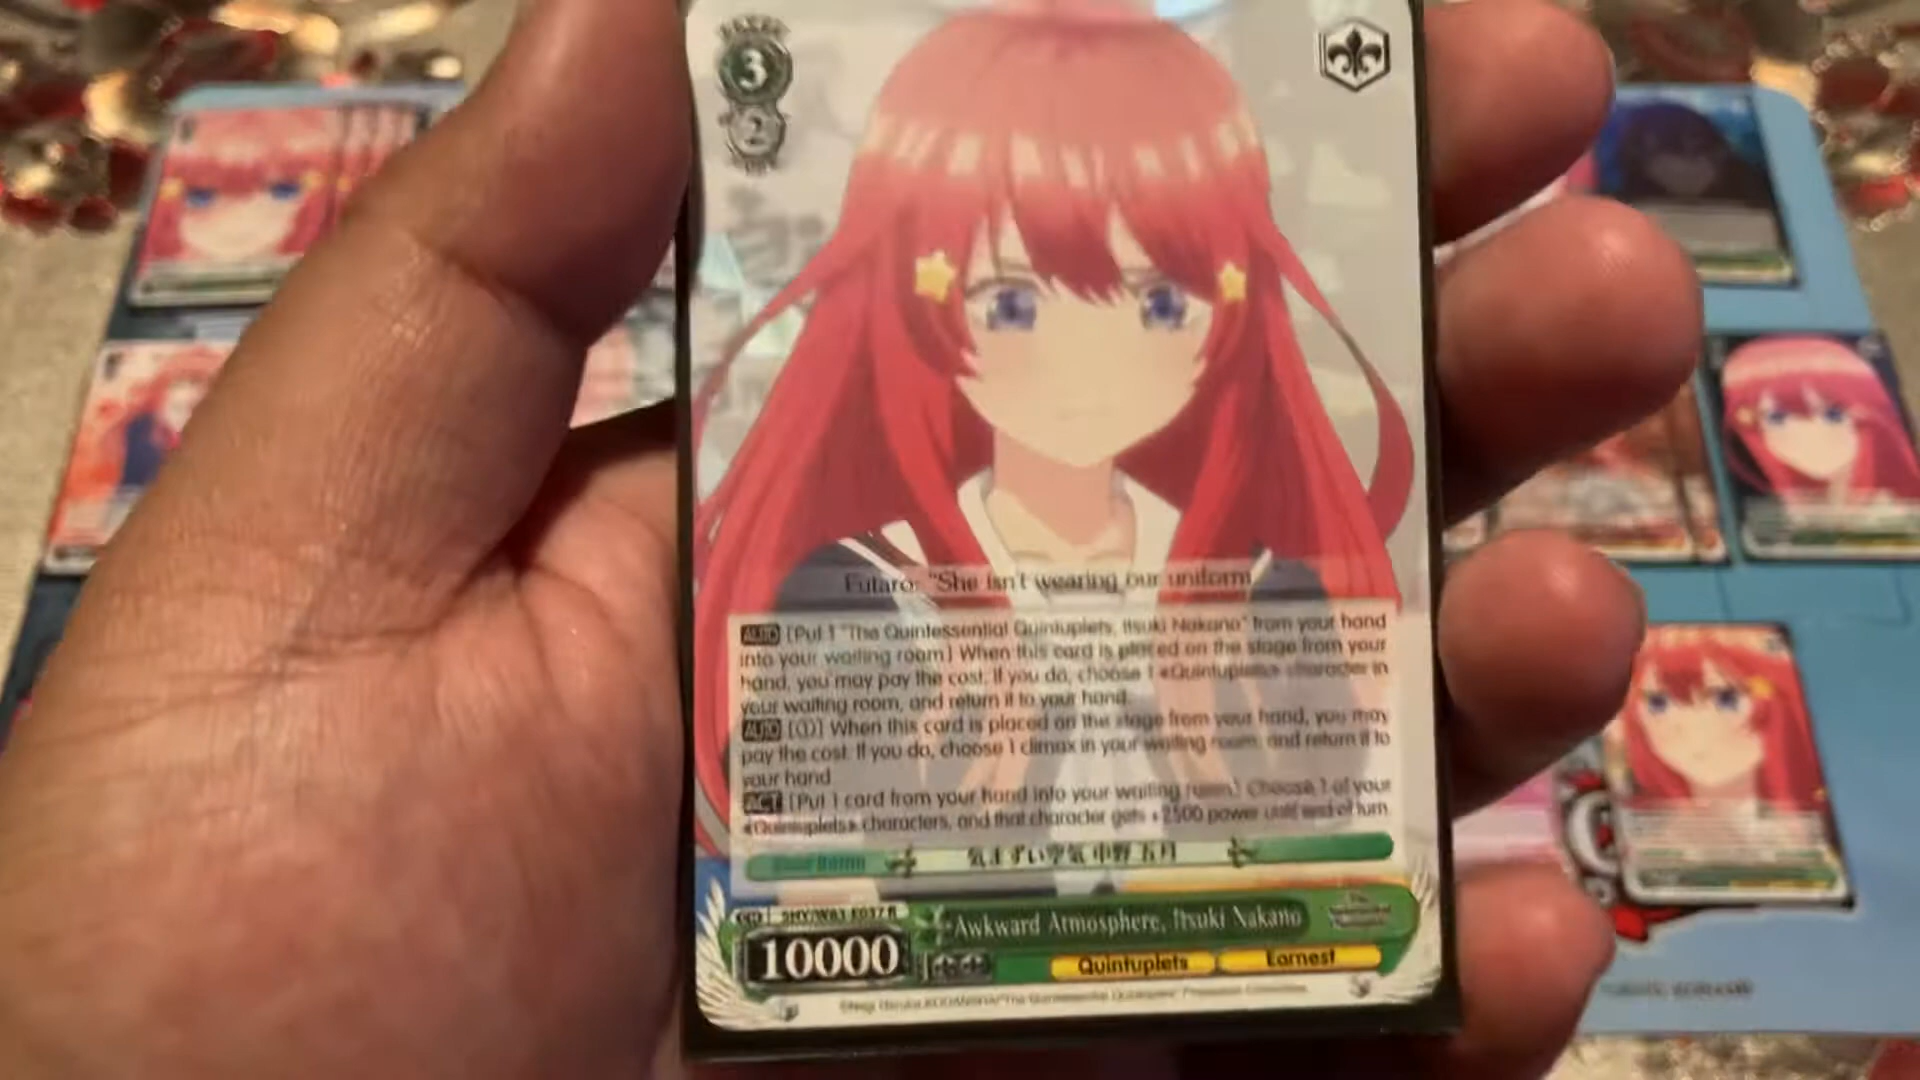 3
2
Futaro: "She isn't wearing our uniform
AUTO [Put 1 "The Quintessential Quintuplets, Itsuki Nakano" from your hand
into your waiting room] When this card is placed on the stage from your
hand, you may pay the cost. If you do, choose 1 «Quintuplets» character in
your waiting room, and return it to your hand.
AUTO [(1)] When this card is placed on the stage from your hand, you may
pay the cost. If you do, choose 1 climax in your waiting room, and return it to
your hand.
ACT [Put 1 card from your hand into your waiting room] Choose 1 of your
«Quintuplets» characters, and that character gets +2500 power until end of turn.
気まずい空気 中野 五月
5HY/W83-E037 R
Awkward Atmosphere, Itsuki Nakano
10000
Quintuplets
Earnest